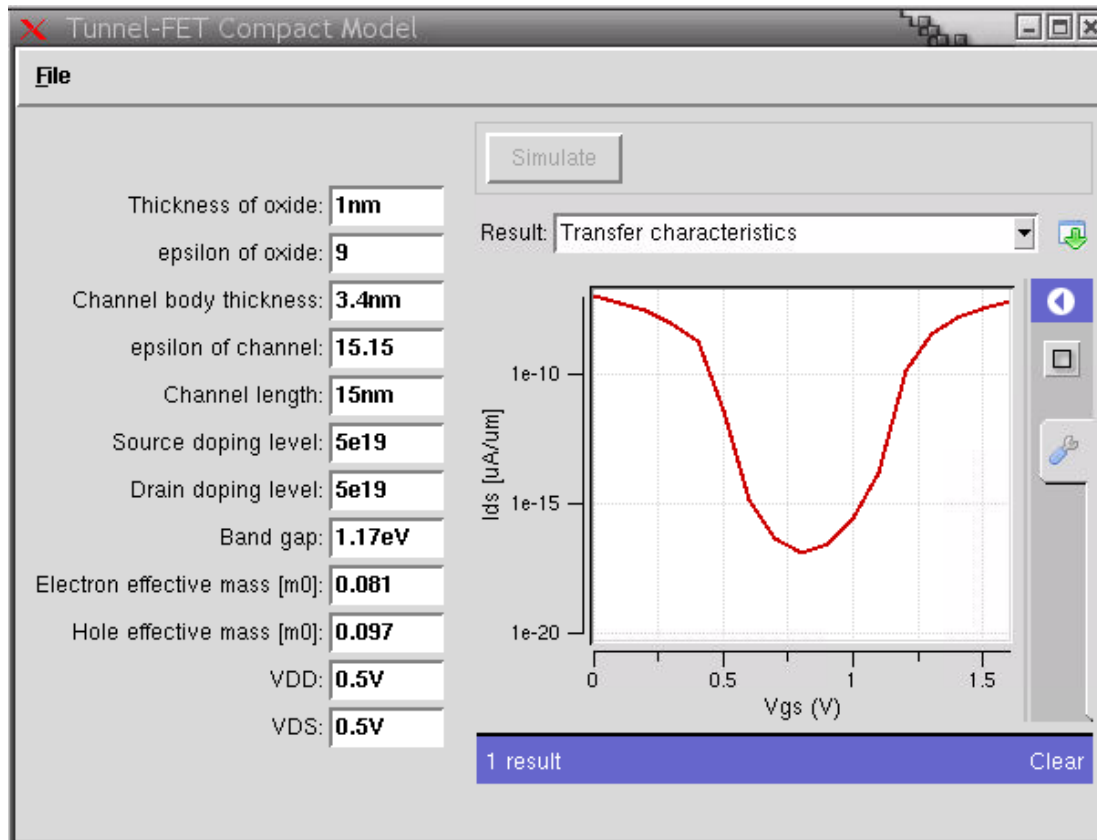 Tunnel-FET Compact Model
File
Simulate
Thickness of oxide: 1nm
epsilon of oxide: 9
Channel body thickness: 3.4nm
epsilon of channel: 15.15
Channel length: 15nm
Source doping level: 5e19
Drain doping level: 5e19
Band gap: 1.17eV
Electron effective mass [m0]: 0.081
Hole effective mass [m0]: 0.097
VDD: 0.5V
VDS: 0.5V
Result: Transfer characteristics
Ids [uA/um]
1e-10
1e-15
1e-20
0 0.5 1 1.5
Vgs (V)
1 result Clear